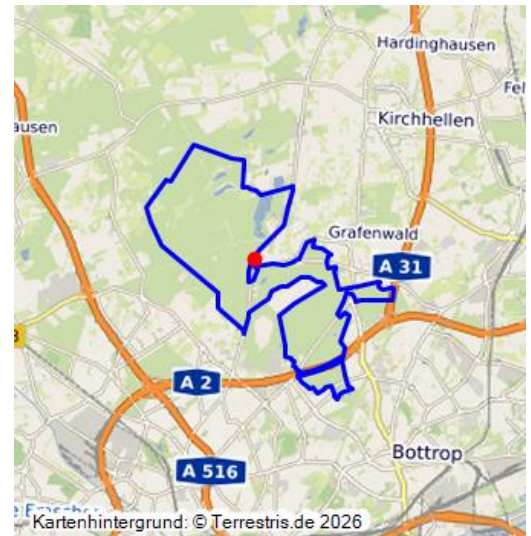 Hardinghausen
Fel
Kirchhellen
ausen
Grafenwald
A 31
A 2
Bottrop
A 516
Kartenhintergrund: © Terrestris.de 2026